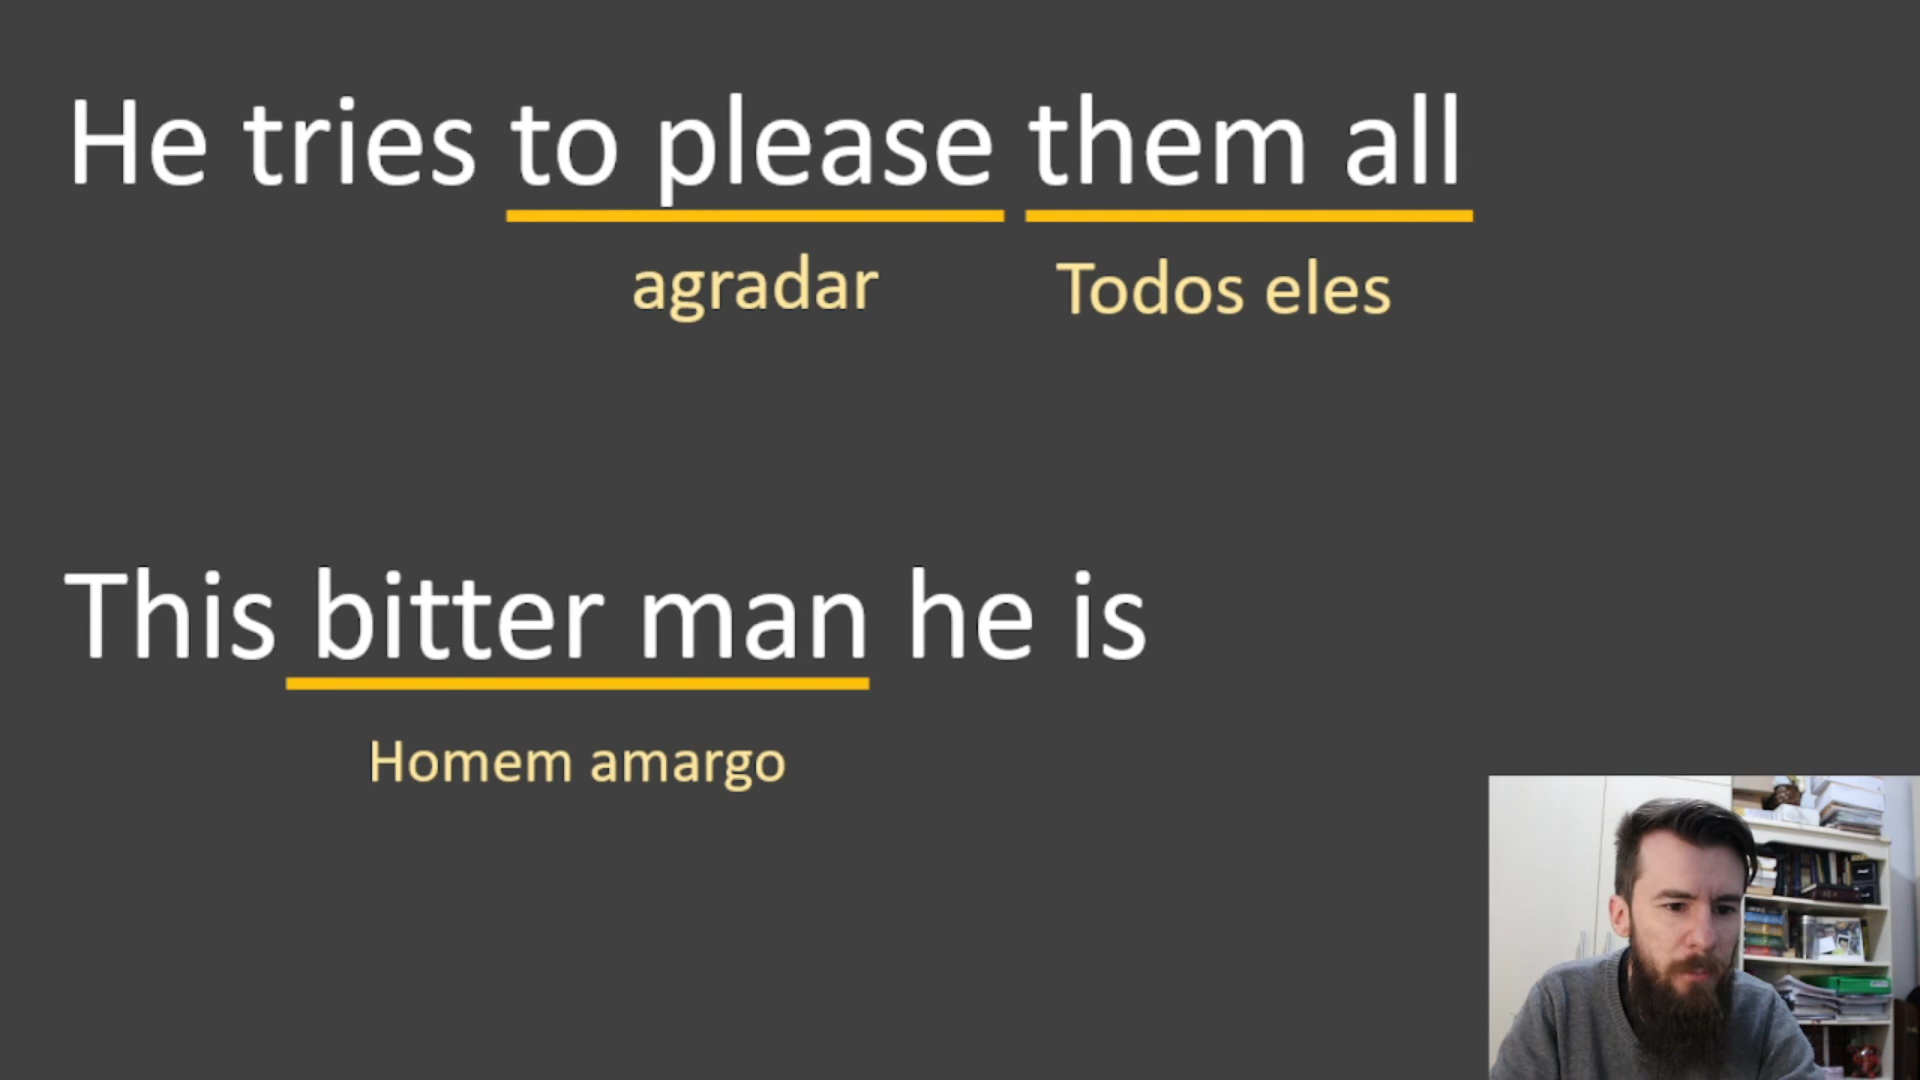 He tries to please them all
agradar Todos eles
This bitter man he is
Homem amargo